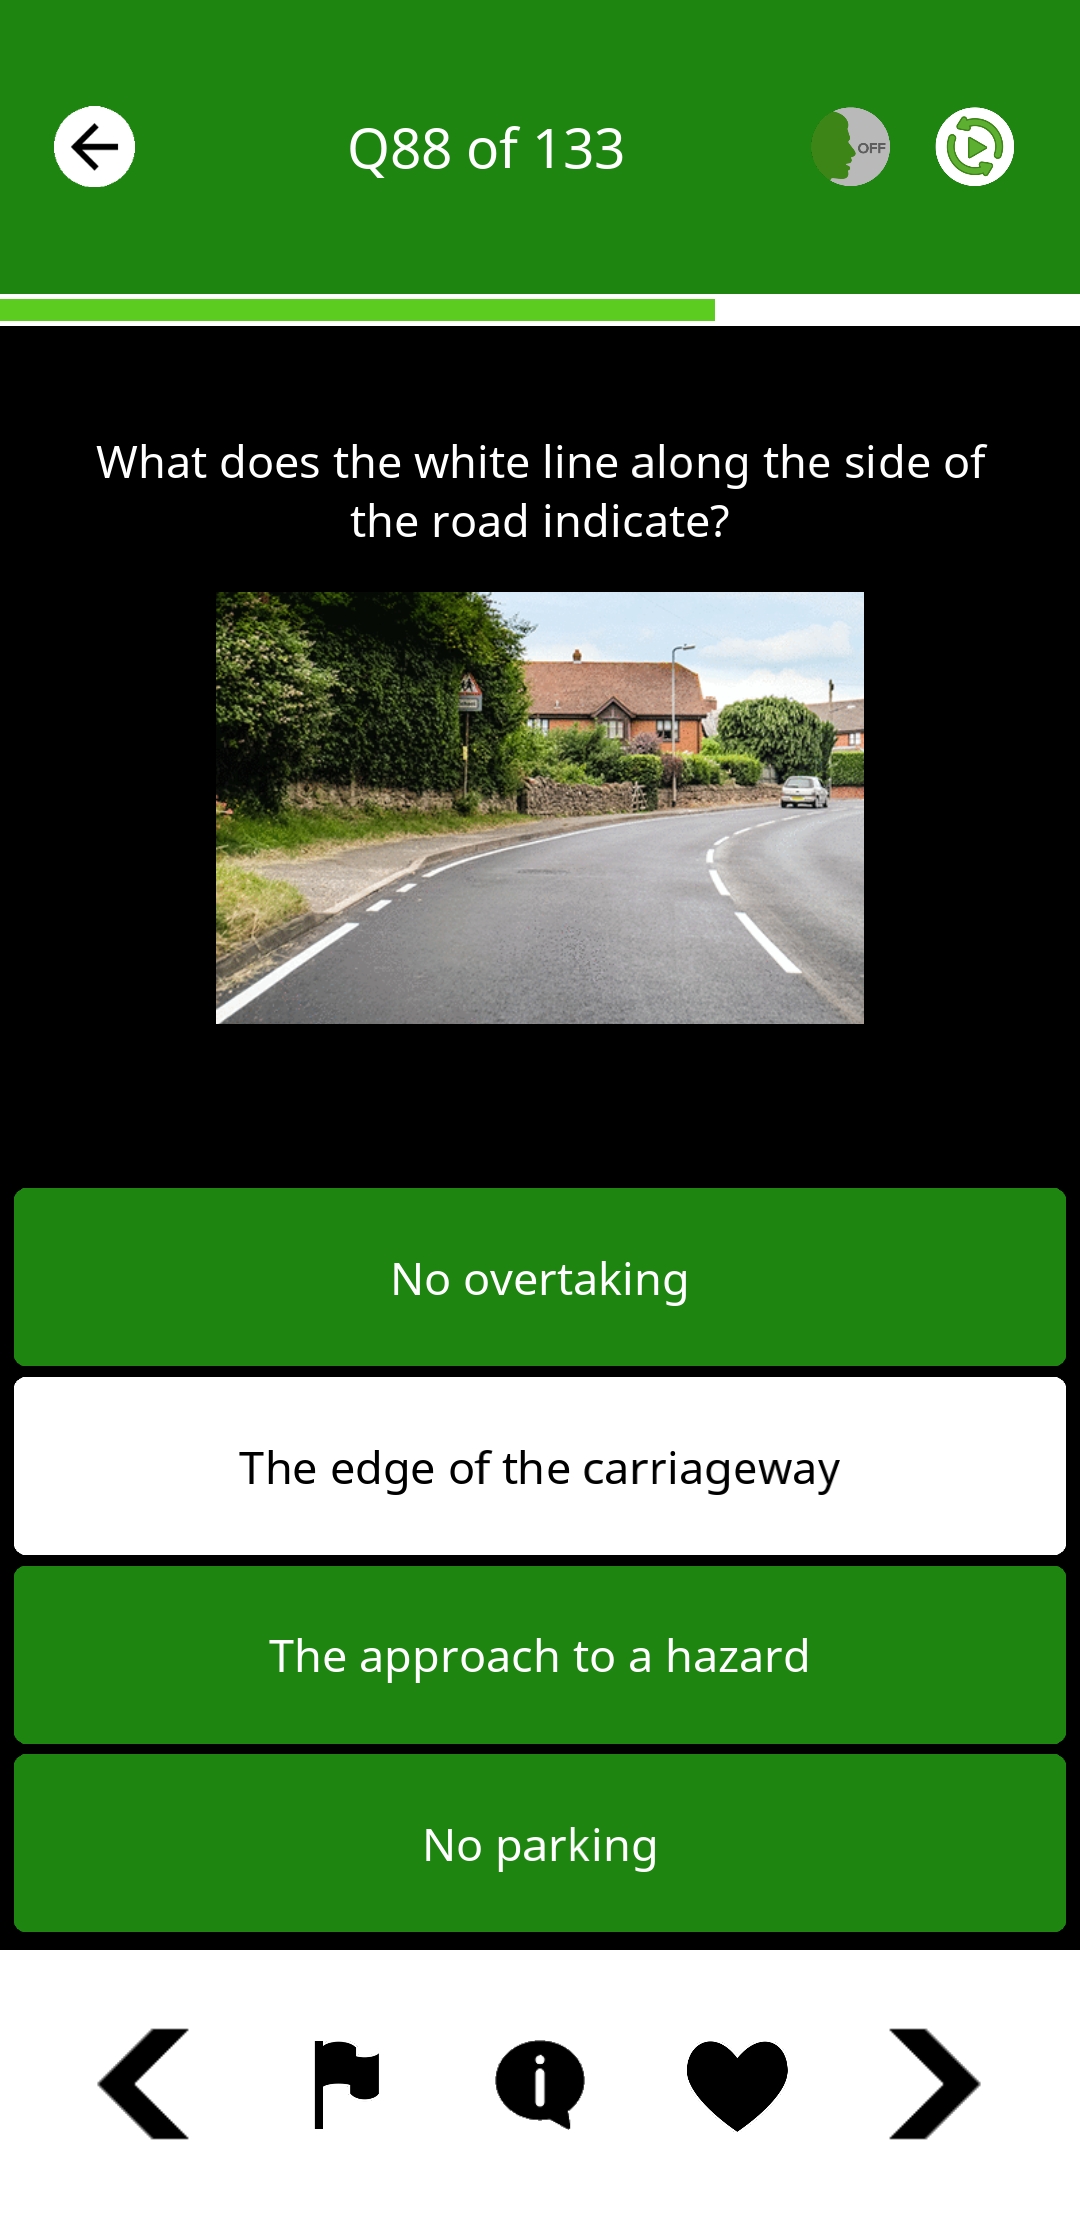 Q88 of 133
OFF
What does the white line along the side of
the road indicate?
No overtaking
The edge of the carriageway
The approach to a hazard
No parking